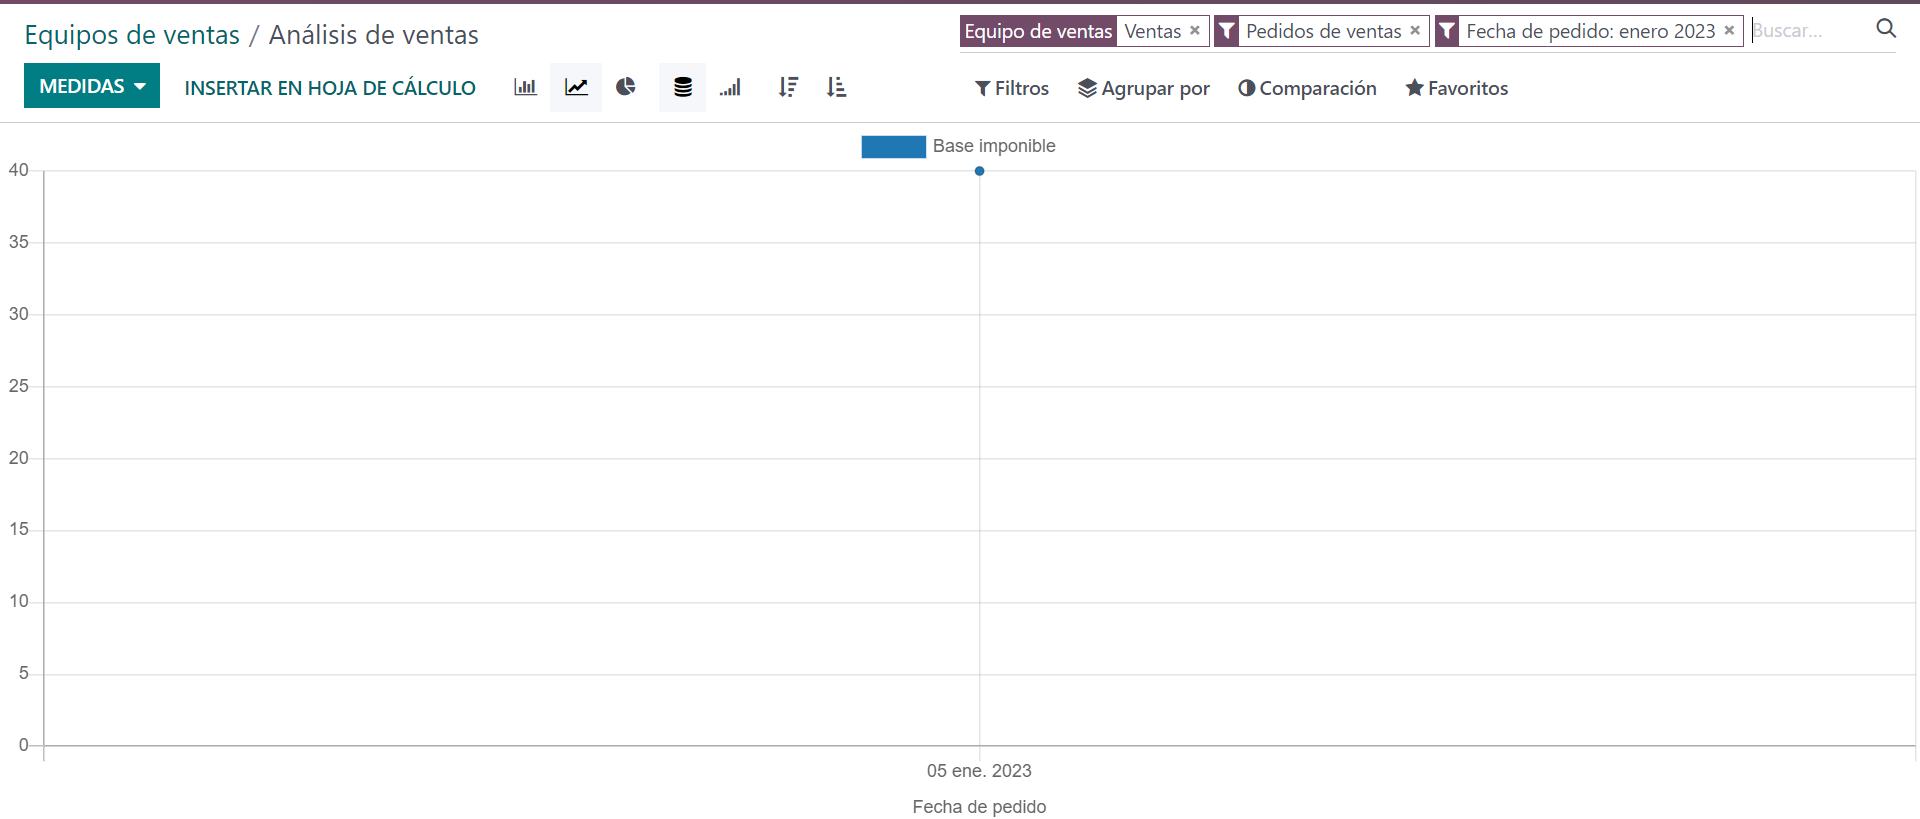 Equipos de ventas / Análisis de ventas
Equipo de ventas Ventas × Pedidos de ventas × Fecha de pedido: enero 2023 × Buscar...
MEDIDAS INSERTAR EN HOJA DE CÁLCULO Filtros Agrupar por Comparación Favoritos
Base imponible
40
35
30
25
20
15
10
5
0
05 ene. 2023
Fecha de pedido